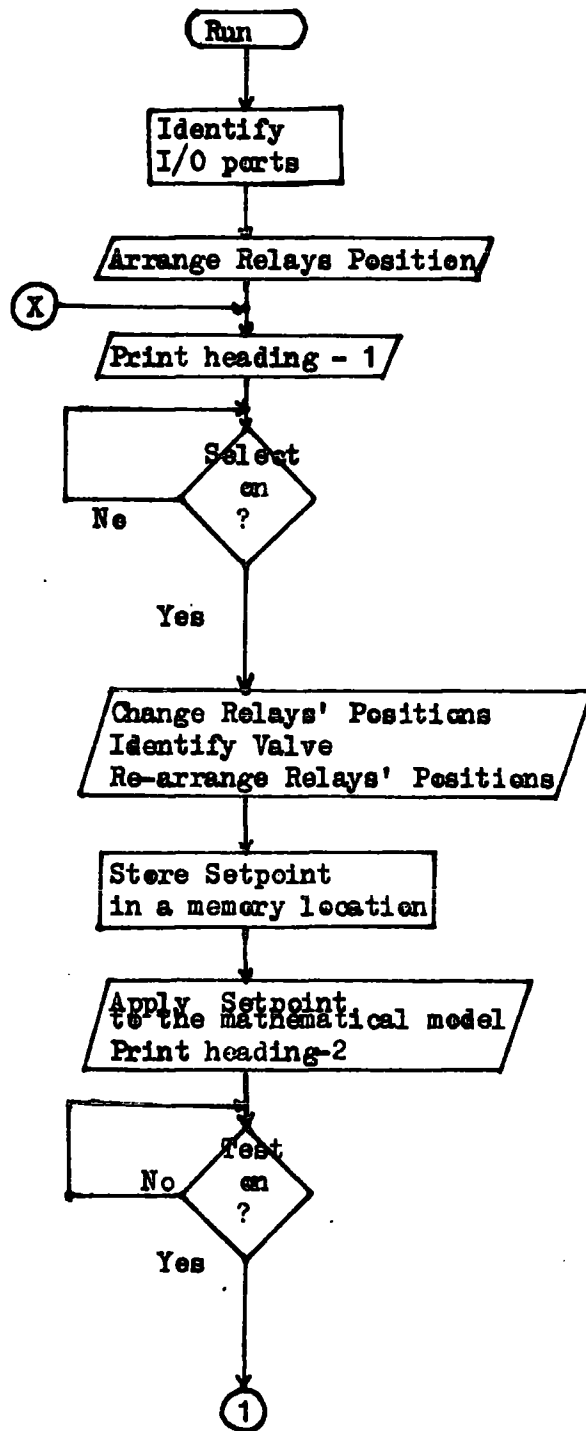 Run
Identify
I/O ports
Arrange Relays Position
X
Print heading - 1
Select
on
?
No
Yes
Change Relays' Positions
Identify Valve
Re-arrange Relays' Positions
Store Setpoint
in a memory location
Apply Setpoint
to the mathematical model
Print heading-2
Test
on
?
No
Yes
1